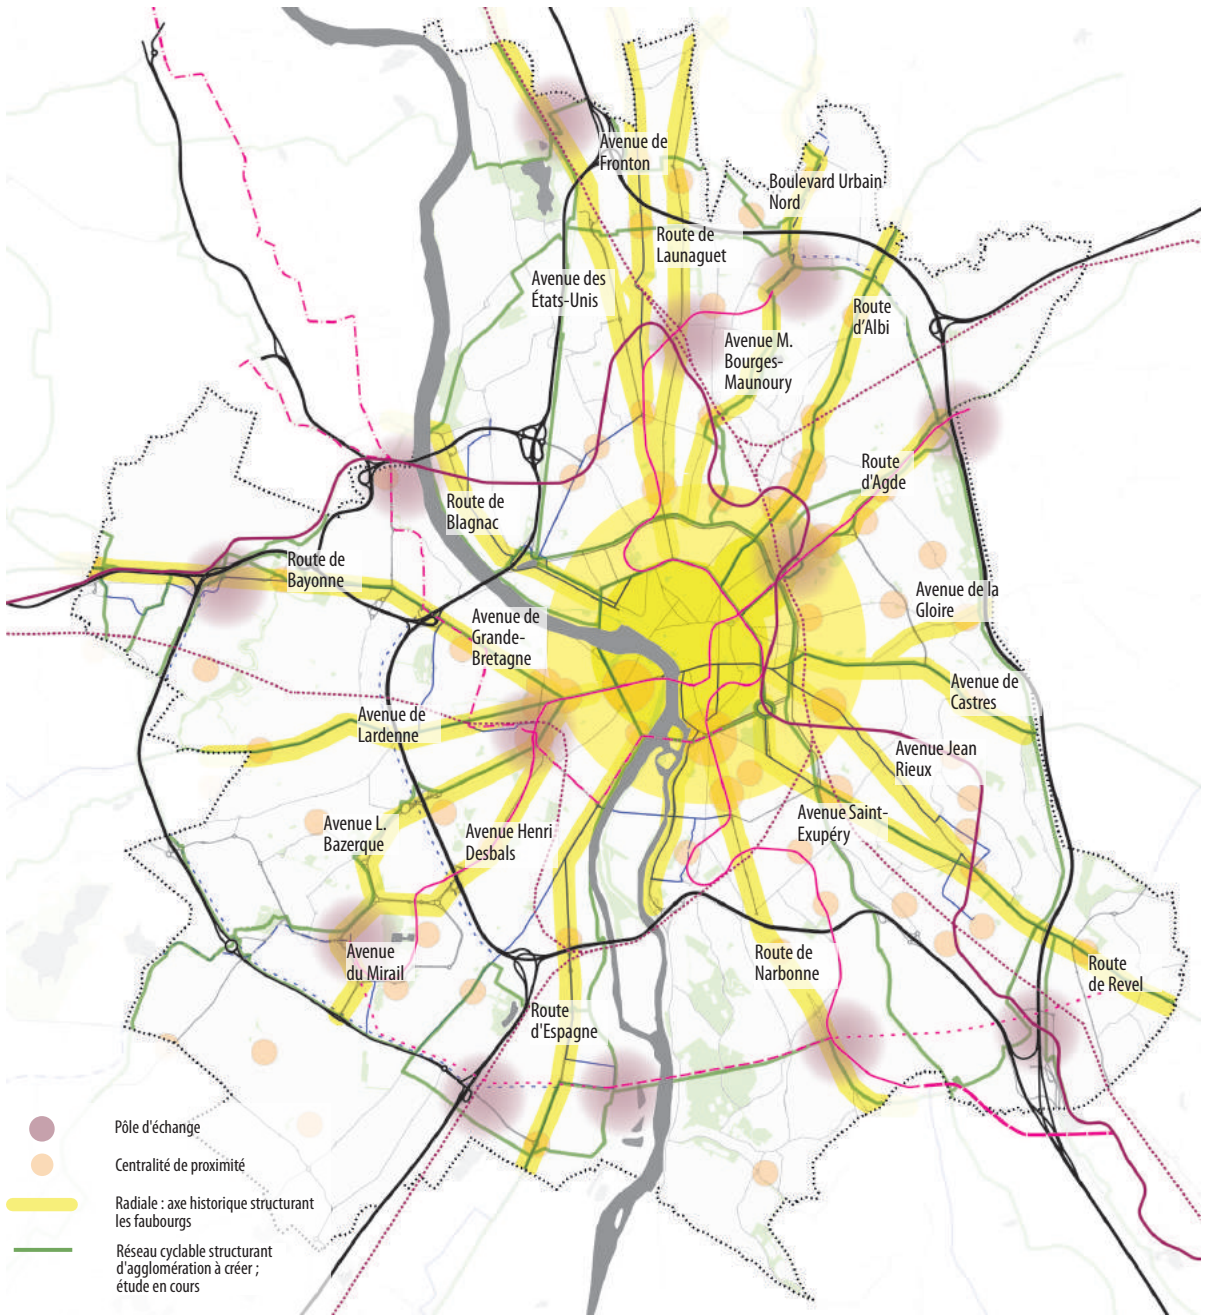 Avenue de
Fronton
Boulevard Urbain
Nord
Route de
Launaguet
Avenue des
États-Unis
Route
d'Albi
Avenue M.
Bourges-
Maunoury
Route
d'Agde
Route de
Blagnac
Route de
Bayonne
Avenue de la
Gloire
Avenue de
Grande-
Bretagne
Avenue de
Castres
Avenue de
Lardenne
Avenue Jean
Rieux
Avenue L.
Bazerque
Avenue Henri
Desbals
Avenue Saint-
Exupéry
Avenue
du Mirail
Route de
Narbonne
Route
de Revel
Route
d'Espagne
Pôle d'échange
Centralité de proximité
Radiale : axe historique structurant
les faubourgs
Réseau cyclable structurant
d'agglomération à créer ;
étude en cours